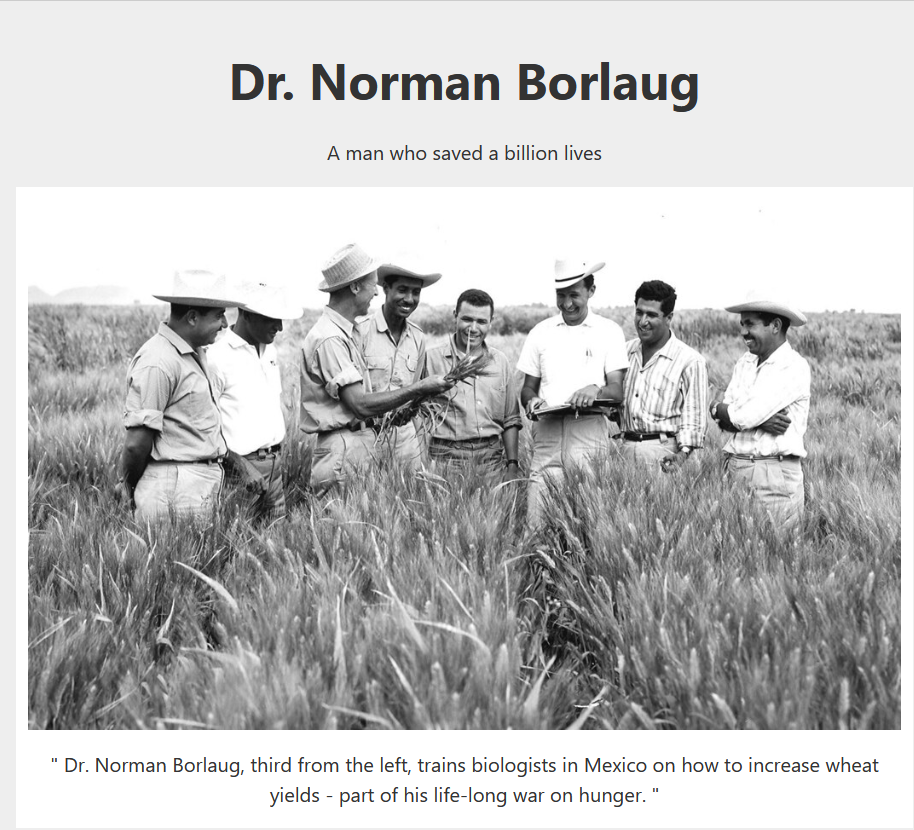 Dr. Norman Borlaug
A man who saved a billion lives
" Dr. Norman Borlaug, third from the left, trains biologists in Mexico on how to increase wheat
yields - part of his life-long war on hunger. "